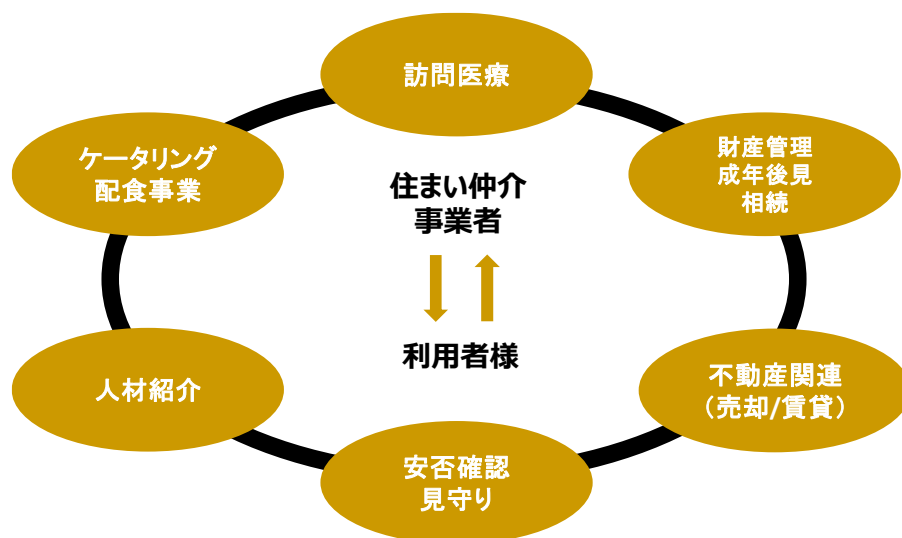 訪問医療
ケータリング
配食事業
財産管理
成年後見
相続
住まい仲介
事業者
利用者様
人材紹介
不動産関連
（売却/賃貸）
安否確認
見守り